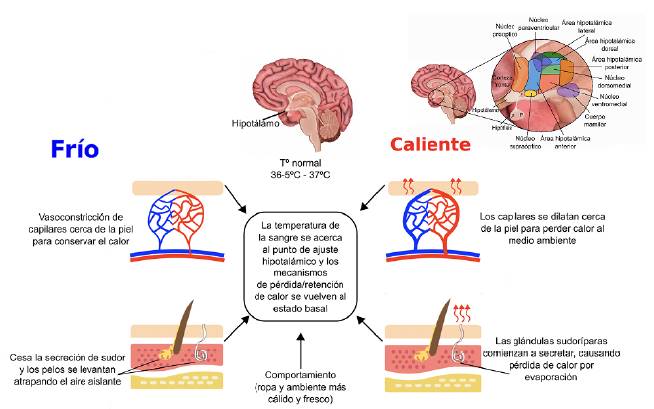 Núcleo
paraventricular
Área hipotalámica
lateral
Núcleo
preóptico
Área hipotalámica
dorsal
Área hipotalámica
posterior
Núcleo
dorsomedial
Núcleo
ventromedial
Cuerpo
mamilar
Corteza
frontal
Hipotálamo
Hipófisis
Núcleo
supraóptico
Área hipotalámica
anterior
Hipotálamo
Frío
Caliente
Tº normal
36-5ºC - 37ºC
Vasoconstricción de
capilares cerca de la piel
para conservar el calor
La temperatura de
la sangre se acerca
al punto de ajuste
hipotalámico y los
mecanismos
de pérdida/retención
de calor se vuelven al
estado basal
Los capilares se dilatan cerca
de la piel para perder calor al
medio ambiente
Cesa la secreción de sudor
y los pelos se levantan
atrapando el aire aislante
Comportamiento
(ropa y ambiente más
cálido y fresco)
Las glándulas sudoríparas
comienzan a secretar, causando
pérdida de calor por
evaporación